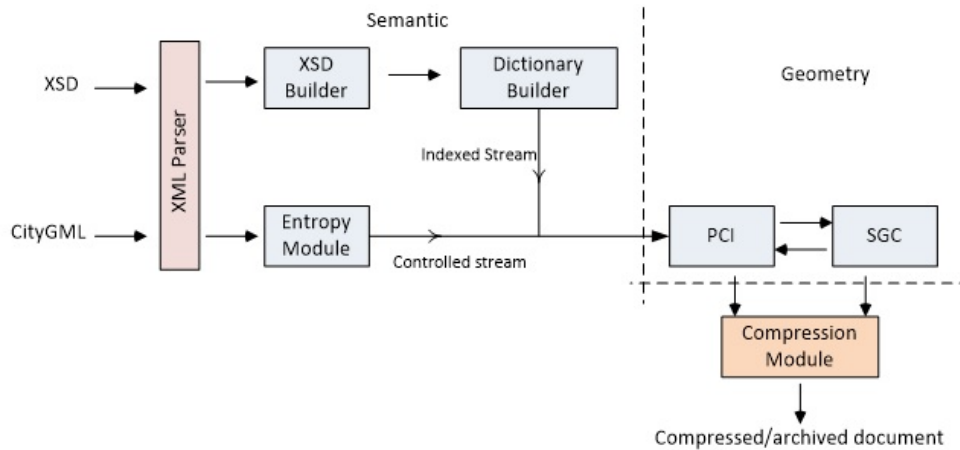 Semantic
Geometry
XSD
XML Parser
XSD
Builder
Dictionary
Builder
Indexed Stream
CityGML
Entropy
Module
Controlled stream
PCI
SGC
Compression
Module
Compressed/archived document